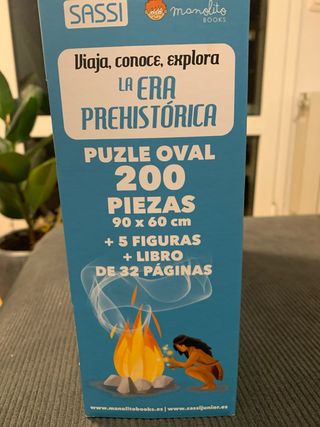 SASSI
manolito
BOOKS
Viaja, conoce, explora
LA ERA
PREHISTÓRICA
PUZLE OVAL
200
PIEZAS
90 x 60 cm
+ 5 FIGURAS
+ LIBRO
DE 32 PÁGINAS
www.manolitobooks.es | www.sassijunior.es